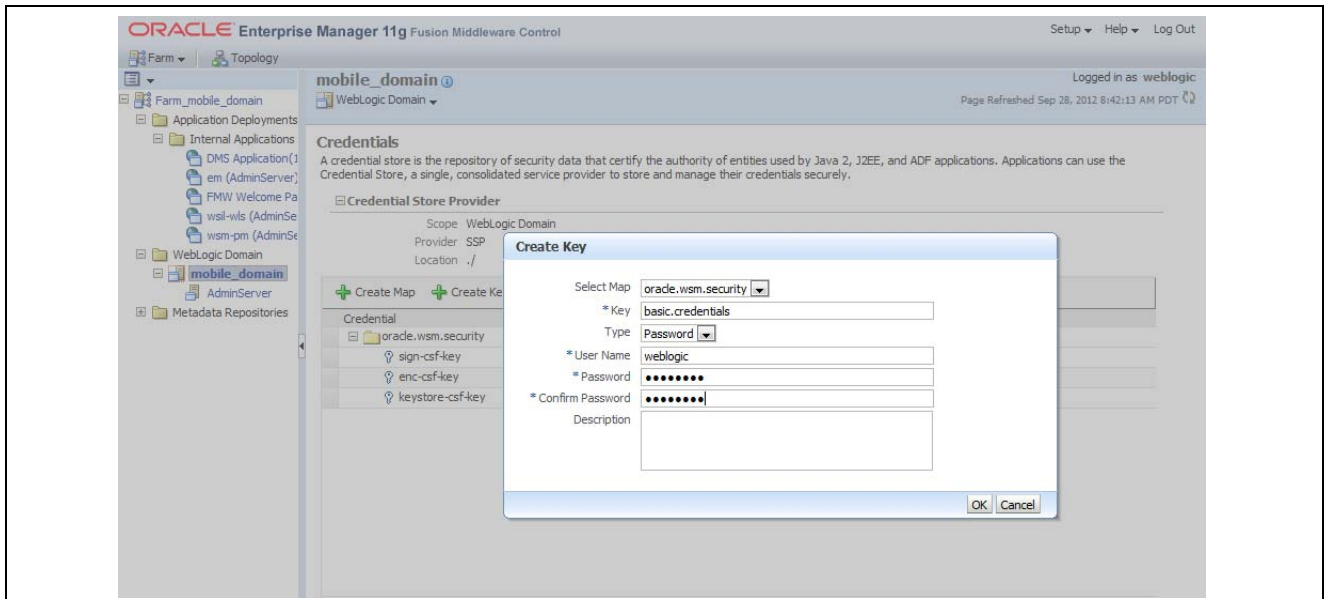 ORACLE Enterprise Manager 11g Fusion Middleware Control
Setup Help Log Out
Farm Topology
mobile_domain
Logged in as weblogic
WebLogic Domain
Page Refreshed Sep 28, 2012 8:42:13 AM PDT
Farm_mobile_domain
Application Deployments
Internal Applications
DMS Application(1
em (AdminServer)
FMW Welcome Pa
wsil-wls (AdminSe
wsm-pm (AdminSe
WebLogic Domain
mobile_domain
AdminServer
Metadata Repositories
Credentials
A credential store is the repository of security data that certify the authority of entities used by Java 2, J2EE, and ADF applications. Applications can use the
Credential Store, a single, consolidated service provider to store and manage their credentials securely.
Credential Store Provider
Scope WebLogic Domain
Provider SSP
Location ./
Create Map Create Ke
Credential
oracle.wsm.security
sign-csf-key
enc-csf-key
keystore-csf-key
Create Key
Select Map oracle.wsm.security
* Key basic.credentials
Type Password
* User Name weblogic
* Password ••••••••
* Confirm Password ••••••••
Description
OK Cancel